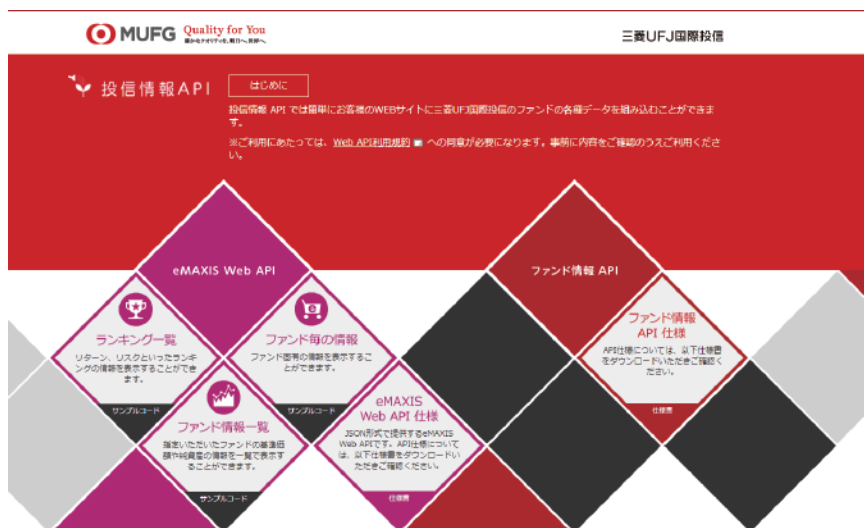 MUFG
Quality for You
確かなクオリティを、明日へ。世界へ。
三菱UFJ国際投信
投信情報API
はじめに
投信情報 API では簡単にお客様のWEBサイトに三菱UFJ国際投信のファンドの各種データを組み込むことができま
す。
※ご利用にあたっては、Web API利用規約 への同意が必要になります。事前に内容をご確認のうえご利用くださ
い。
eMAXIS Web API
ファンド情報 API
ランキング一覧
リターン、リスクといったランキ
ングの情報を表示することができ
ます。
サンプルコード
ファンド毎の情報
ファンド固有の情報を表示するこ
とができます。
サンプルコード
ファンド情報
API 仕様
API仕様については、以下仕様書
をダウンロードいただきご確認く
ださい。
仕様書
ファンド情報一覧
指定いただいたファンドの基準価
額や純資産の情報を一覧で表示す
ることができます。
サンプルコード
eMAXIS
Web API 仕様
JSON形式で提供するeMAXIS
Web APIです。API仕様について
は、以下仕様書をダウンロードい
ただきご確認ください。
仕様書